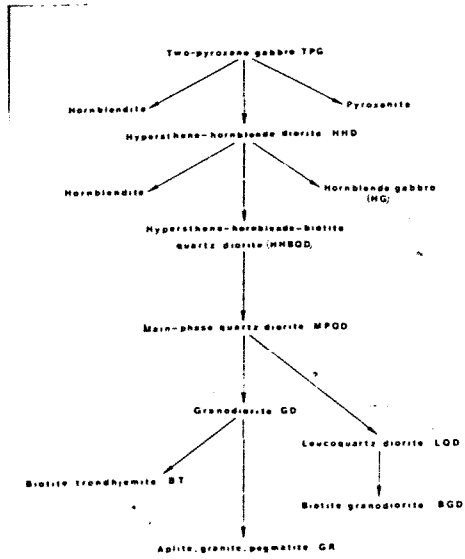 Two-pyroxene gabbro TPG
Hornblendite
Pyroxenite
Hypersthene-hornblende diorite HHD
Hornblendite
Hornblende gabbro
(HG)
Hypersthene-hornblende-biotite
quartz diorite (HHBQD)
Main-phase quartz diorite MPQD
?
Granodiorite GD
Leucoquartz diorite LQD
Biotite trondhjemite BT
Biotite granodiorite BGD
Aplite, granite, pegmatite GR